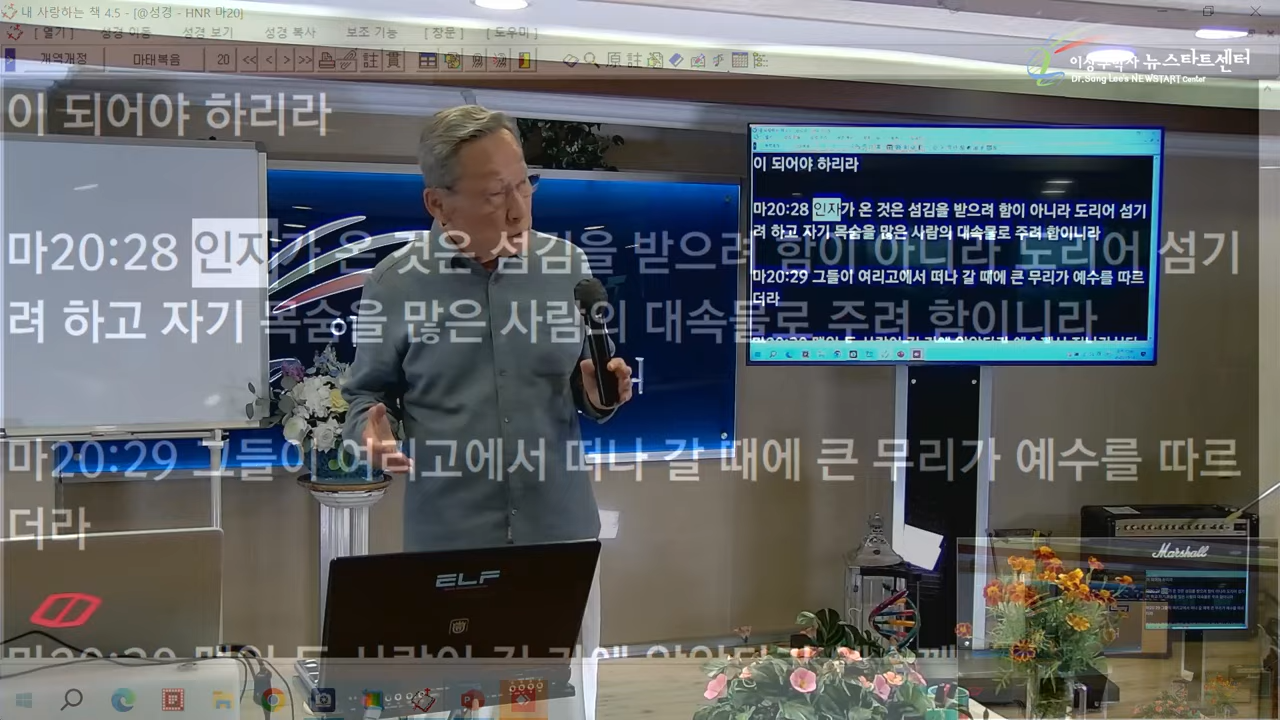 내 사랑하는 책 4.5 - [@성경 - HNR 마20]
[ 열기 ] 성경 이동 성경 보기 성경 복사 보조 기능 [ 창문 ] [ 도우미 ]
개역개정 마태복음 20 << < > >> 註 貫 原 註
이상구박사 뉴스타트센터
Dr. Sang Lee's NEWSTART Center
이 되어야 하리라
마20:28 인자가 온 것은 섬김을 받으려 함이 아니라 도리어 섬기
려 하고 자기 목숨을 많은 사람의 대속물로 주려 함이니라
마20:29 그들이 여리고에서 떠나 갈 때에 큰 무리가 예수를 따르
더라
이 되어야 하리라
마20:28 인자가 온 것은 섬김을 받으려 함이 아니라 도리어 섬기
려 하고 자기 목숨을 많은 사람의 대속물로 주려 함이니라
마20:29 그들이 여리고에서 떠나 갈 때에 큰 무리가 예수를 따르
더라
ELF
Marshall